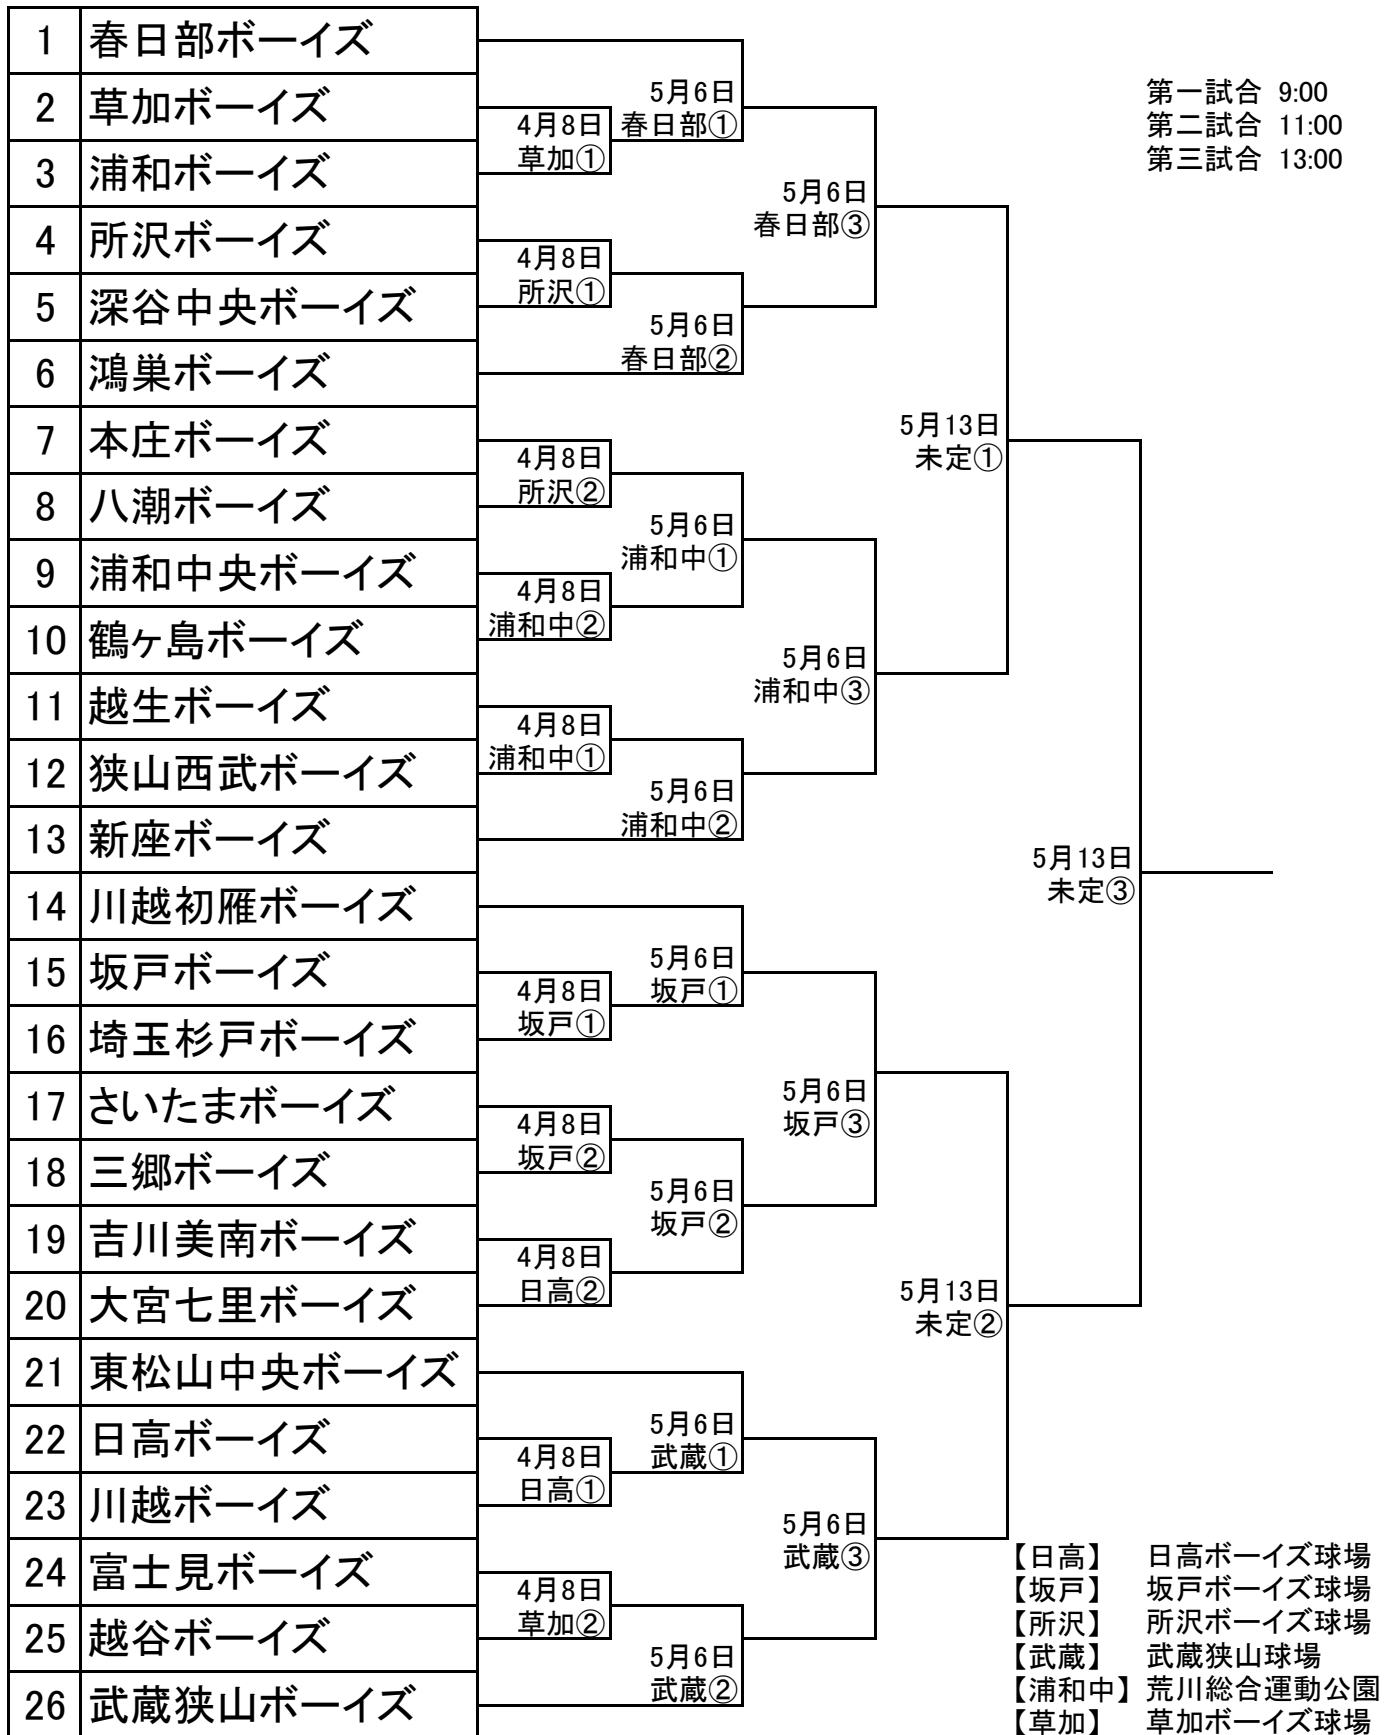 1 春日部ボーイズ
2 草加ボーイズ
3 浦和ボーイズ
4 所沢ボーイズ
5 深谷中央ボーイズ
6 鴻巣ボーイズ
7 本庄ボーイズ
8 八潮ボーイズ
9 浦和中央ボーイズ
10 鶴ヶ島ボーイズ
11 越生ボーイズ
12 狭山西武ボーイズ
13 新座ボーイズ
14 川越初雁ボーイズ
15 坂戸ボーイズ
16 埼玉杉戸ボーイズ
17 さいたまボーイズ
18 三郷ボーイズ
19 吉川美南ボーイズ
20 大宮七里ボーイズ
21 東松山中央ボーイズ
22 日高ボーイズ
23 川越ボーイズ
24 富士見ボーイズ
25 越谷ボーイズ
26 武蔵狭山ボーイズ
4月8日
草加①
4月8日
所沢①
4月8日
所沢②
4月8日
浦和中②
4月8日
浦和中①
4月8日
坂戸①
4月8日
坂戸②
4月8日
日高②
4月8日
日高①
4月8日
草加②
5月6日
春日部①
5月6日
春日部②
5月6日
浦和中①
5月6日
浦和中②
5月6日
坂戸①
5月6日
坂戸②
5月6日
武蔵①
5月6日
武蔵②
5月6日
春日部③
5月6日
浦和中③
5月6日
坂戸③
5月6日
武蔵③
5月13日
未定①
5月13日
未定②
5月13日
未定③
第一試合 9:00
第二試合 11:00
第三試合 13:00
【日高】 日高ボーイズ球場
【坂戸】 坂戸ボーイズ球場
【所沢】 所沢ボーイズ球場
【武蔵】 武蔵狭山球場
【浦和中】 荒川総合運動公園
【草加】 草加ボーイズ球場